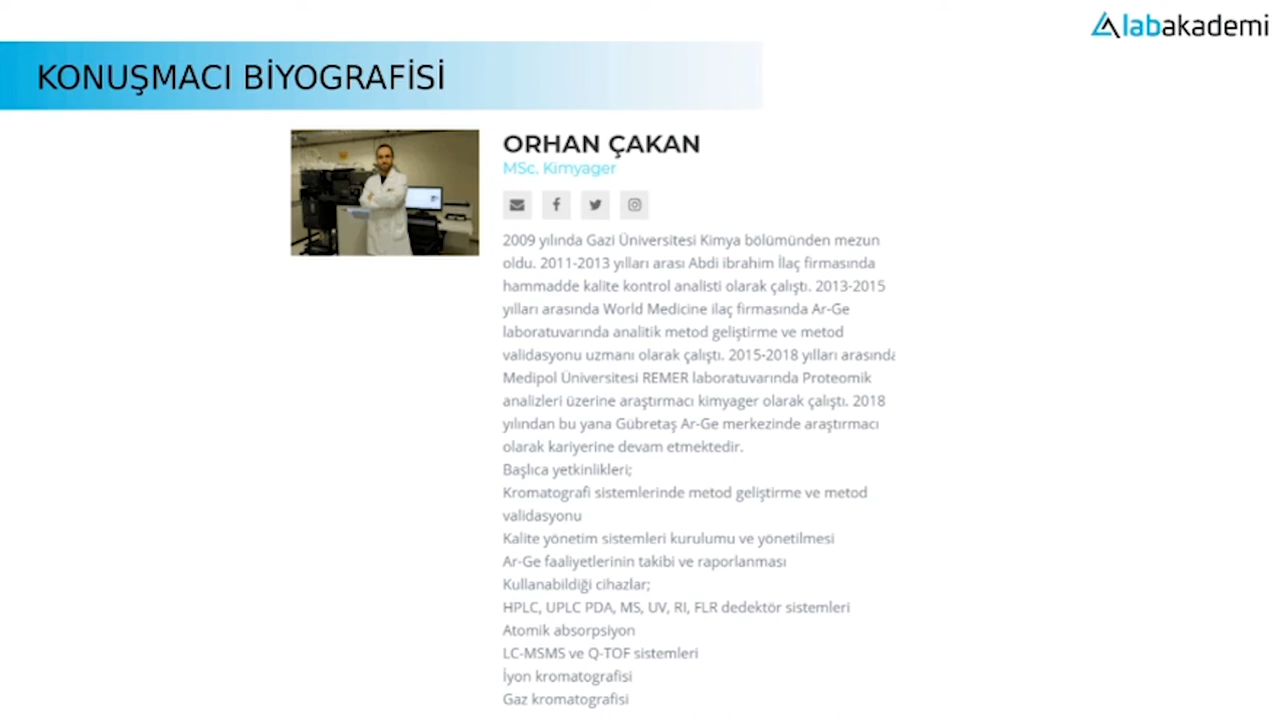 labakademi
KONUŞMACI BİYOGRAFİSİ
ORHAN ÇAKAN
MSc. Kimyager
2009 yılında Gazi Üniversitesi Kimya bölümünden mezun
oldu. 2011-2013 yılları arası Abdi ibrahim İlaç firmasında
hammadde kalite kontrol analisti olarak çalıştı. 2013-2015
yılları arasında World Medicine ilaç firmasında Ar-Ge
laboratuvarında analitik metod geliştirme ve metod
validasyonu uzmanı olarak çalıştı. 2015-2018 yılları arasında
Medipol Üniversitesi REMER laboratuvarında Proteomik
analizleri üzerine araştırmacı kimyager olarak çalıştı. 2018
yılından bu yana Gübretaş Ar-Ge merkezinde araştırmacı
olarak kariyerine devam etmektedir.
Başlıca yetkinlikleri;
Kromatografi sistemlerinde metod geliştirme ve metod
validasyonu
Kalite yönetim sistemleri kurulumu ve yönetilmesi
Ar-Ge faaliyetlerinin takibi ve raporlanması
Kullanabildiği cihazlar;
HPLC, UPLC PDA, MS, UV, RI, FLR dedektör sistemleri
Atomik absorpsiyon
LC-MSMS ve Q-TOF sistemleri
İyon kromatografisi
Gaz kromatografisi